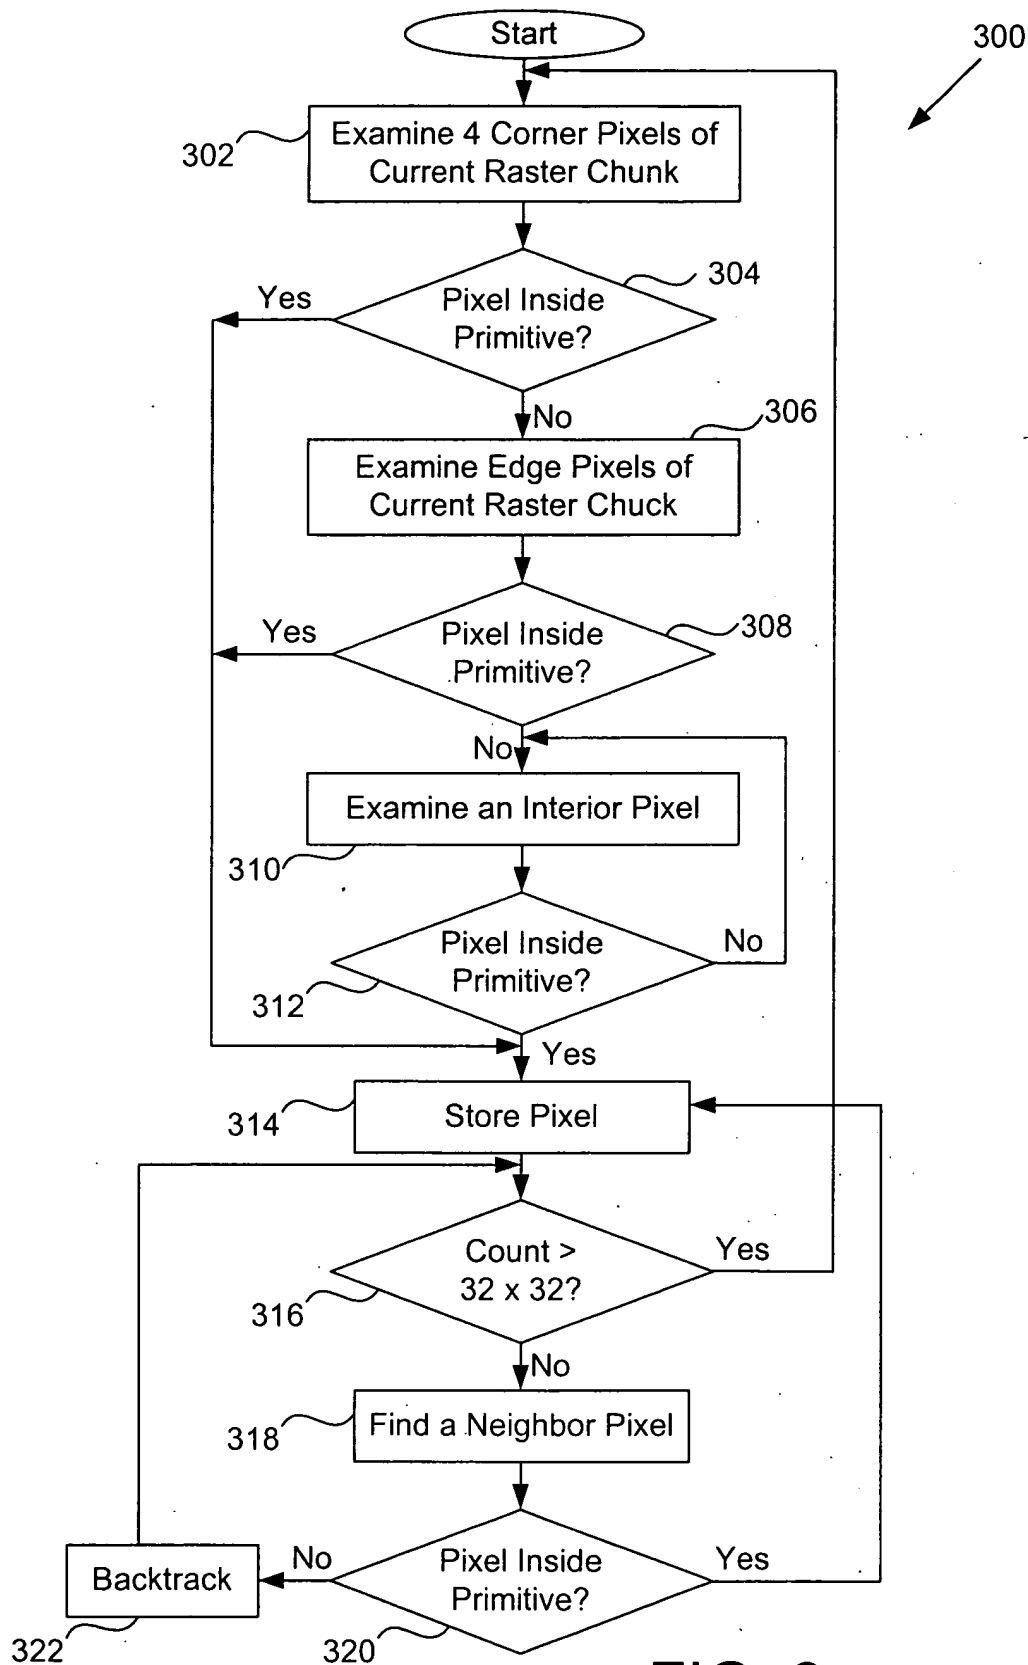 Start
300
Examine 4 Corner Pixels of
Current Raster Chunk
302
304
Pixel Inside
Primitive?
Yes
No
306
Examine Edge Pixels of
Current Raster Chuck
308
Pixel Inside
Primitive?
Yes
No
Examine an Interior Pixel
310
Pixel Inside
Primitive?
No
312
Yes
Store Pixel
314
Count >
32 x 32?
Yes
316
No
Find a Neighbor Pixel
318
Pixel Inside
Primitive?
No
Yes
Backtrack
322
320